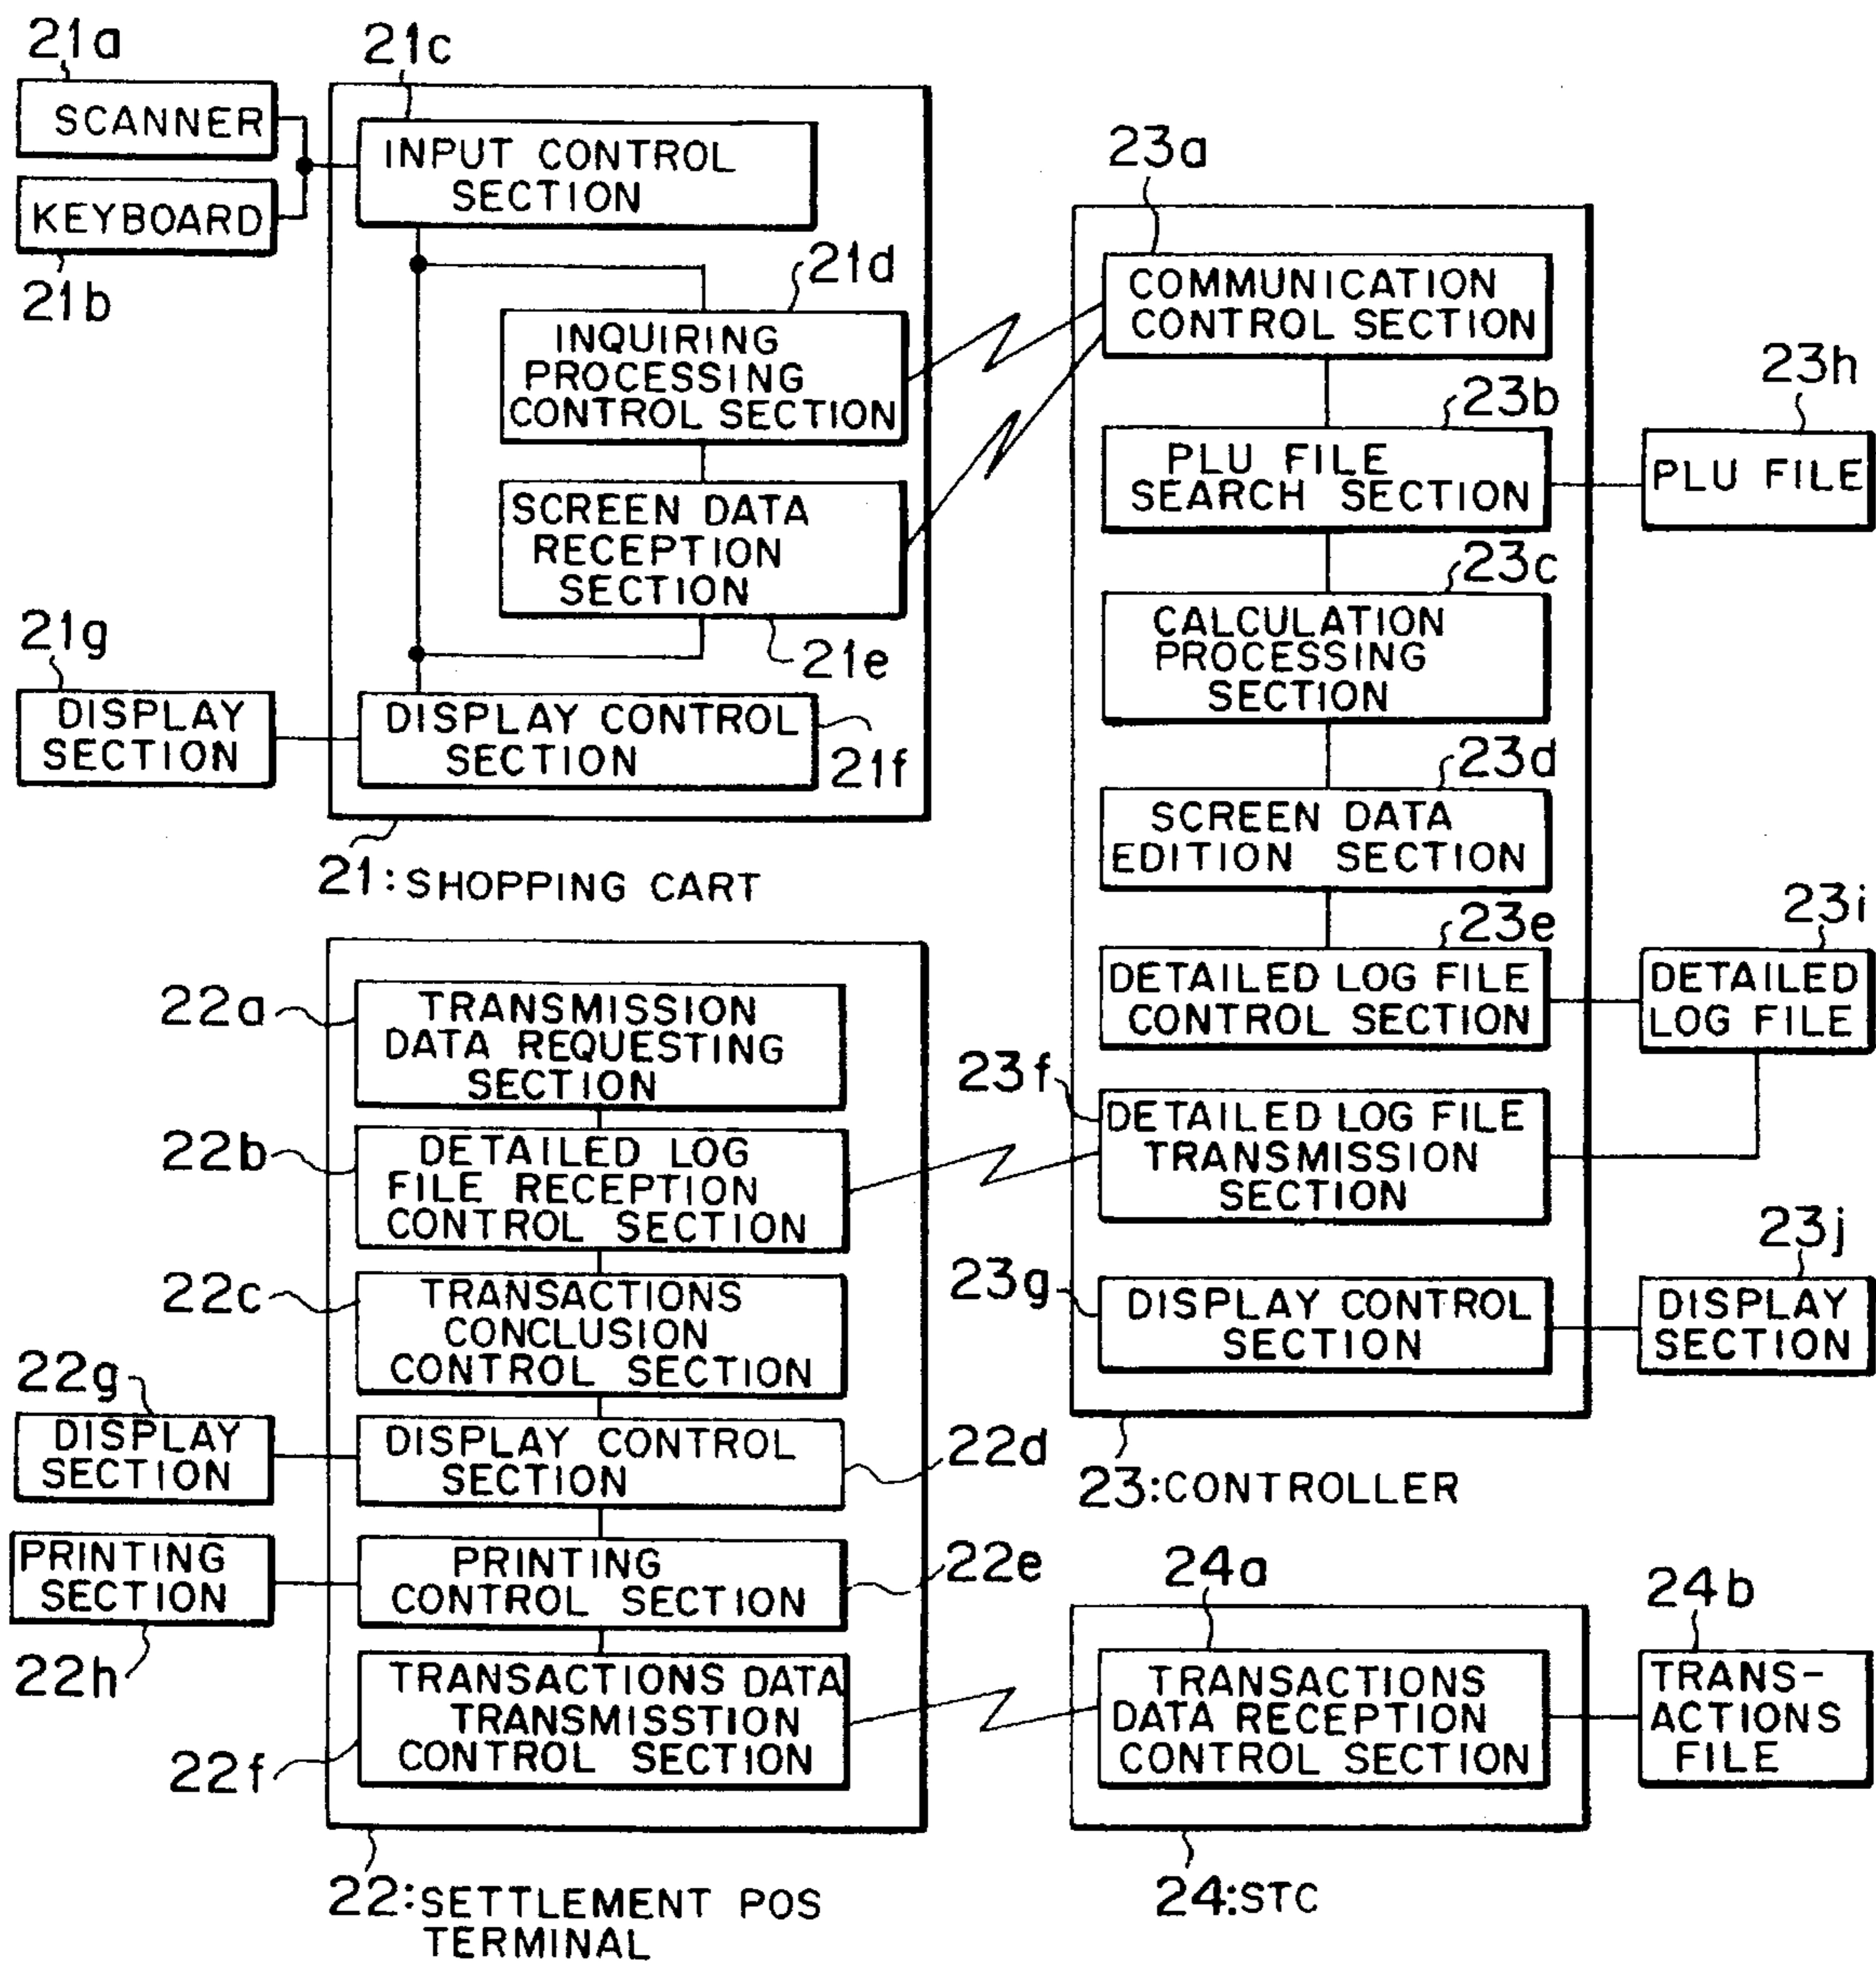 21a
SCANNER
KEYBOARD
21b
21c
INPUT CONTROL
SECTION
21d
INQUIRING
PROCESSING
CONTROL SECTION
SCREEN DATA
RECEPTION
SECTION
21e
21g
DISPLAY
SECTION
DISPLAY CONTROL
SECTION
21f
21:SHOPPING CART
23a
COMMUNICATION
CONTROL SECTION
23b
PLU FILE
SEARCH SECTION
23h
PLU FILE
23c
CALCULATION
PROCESSING
SECTION
23d
SCREEN DATA
EDITION SECTION
23e
DETAILED LOG FILE
CONTROL SECTION
23i
DETAILED
LOG FILE
23f
DETAILED LOG FILE
TRANSMISSION
SECTION
23g
DISPLAY CONTROL
SECTION
23j
DISPLAY
SECTION
23:CONTROLLER
22a
TRANSMISSION
DATA REQUESTING
SECTION
22b
DETAILED LOG
FILE RECEPTION
CONTROL SECTION
22c
TRANSACTIONS
CONCLUSION
CONTROL SECTION
22g
DISPLAY
SECTION
DISPLAY CONTROL
SECTION
22d
PRINTING
SECTION
22h
PRINTING
CONTROL SECTION
22e
TRANSACTIONS DATA
TRANSMISSTION
CONTROL SECTION
22f
22:SETTLEMENT POS
TERMINAL
24a
TRANSACTIONS
DATA RECEPTION
CONTROL SECTION
24b
TRANS-
ACTIONS
FILE
24:STC